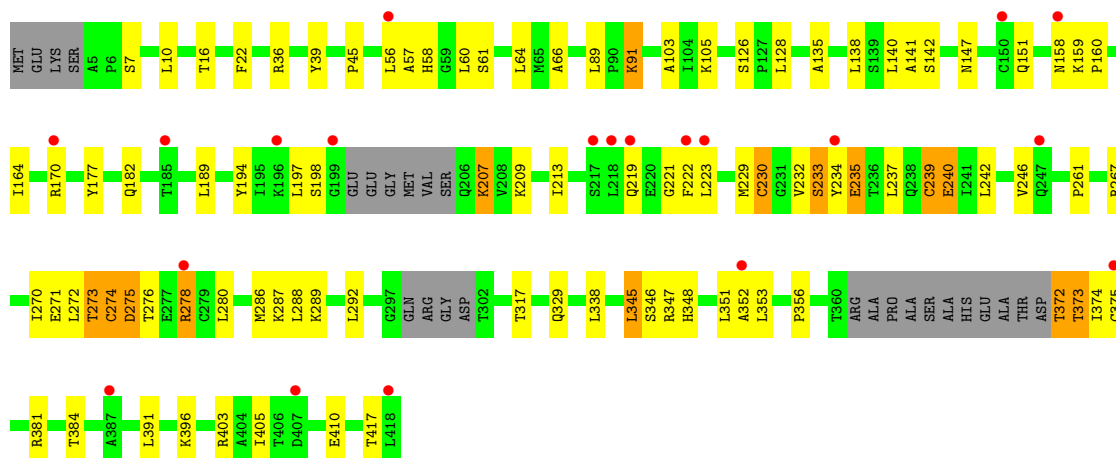 MET GLU LYS SER A5 P6 S7 L10 T16 F22 R36 Y39 P45 L56 A57 H58 G59 L60 S61 L64 M65 A66 L89 P90 K91 A103 I104 K105 S126 P127 L128 A135 L138 S139 L140 A141 S142 N147 C150 Q151 N158 K159 P160
I164 R170 Y177 Q182 T185 L189 Y194 I195 K196 L197 S198 G199 GLU GLU GLY MET VAL SER Q206 K207 V208 K209 I213 S217 L218 Q219 E220 G221 F222 L223 M229 C230 G231 V232 S233 Y234 E235 T236 L237 Q238 C239 E240 I241 L242 V246 Q247 P261
I270 E271 L272 T273 C274 D275 T276 E277 R278 C279 L280 M286 K287 L288 K289 L292 G297 GLN ARG GLY ASP T302 T317 Q329 L338 L345 S346 R347 H348 L351 A352 L353 P356 T360 ARG ALA PRO ALA SER ALA HIS GLU ALA THR ASP T372 T373 I374 C375
R381 T384 A387 L391 K396 R403 A404 I405 T406 D407 E410 T417 L418